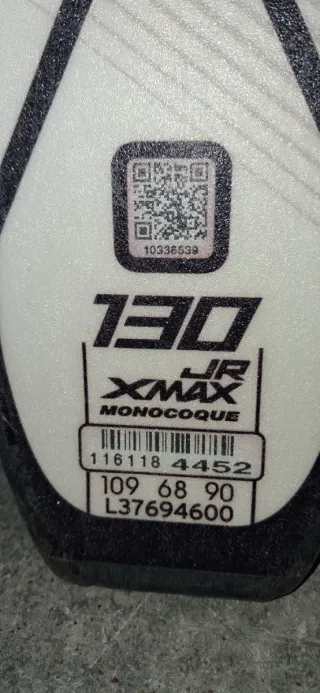 10336539
130
JR
XMAX
MONOCOQUE
116118 4452
109 68 90
L37694600